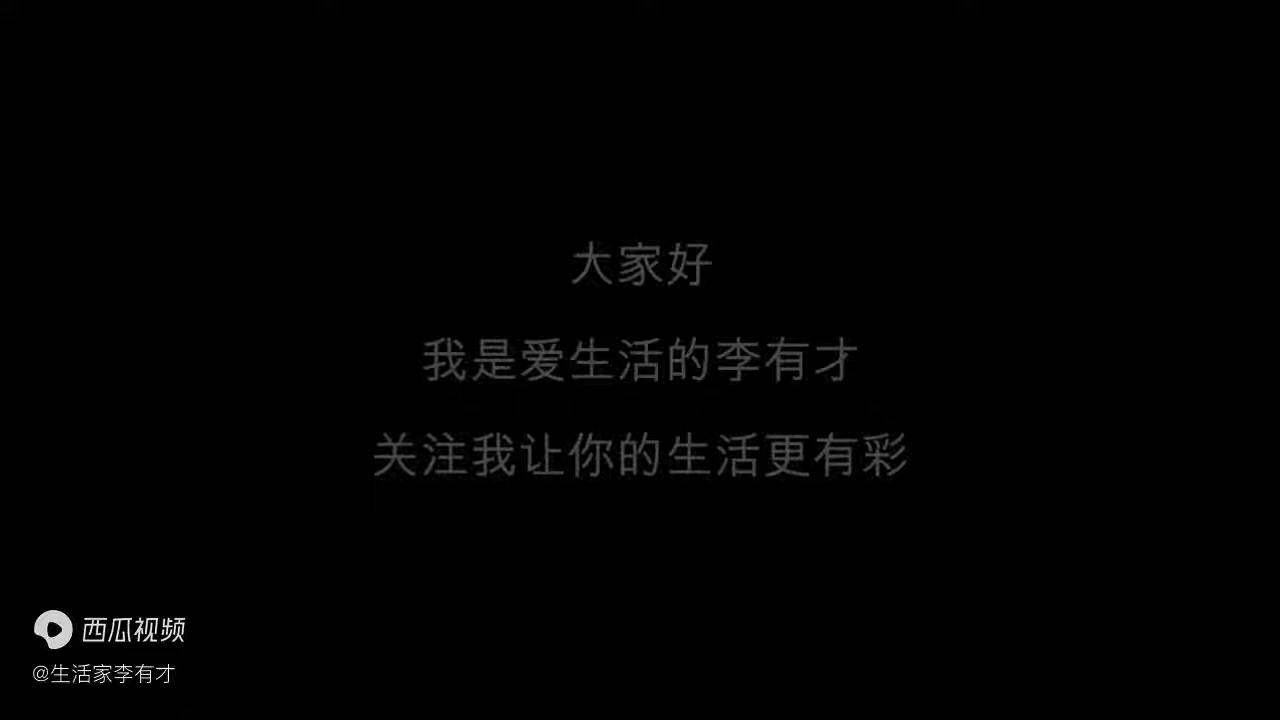 大家好
我是爱生活的李有才
关注我让你的生活更有彩
西瓜视频
@生活家李有才